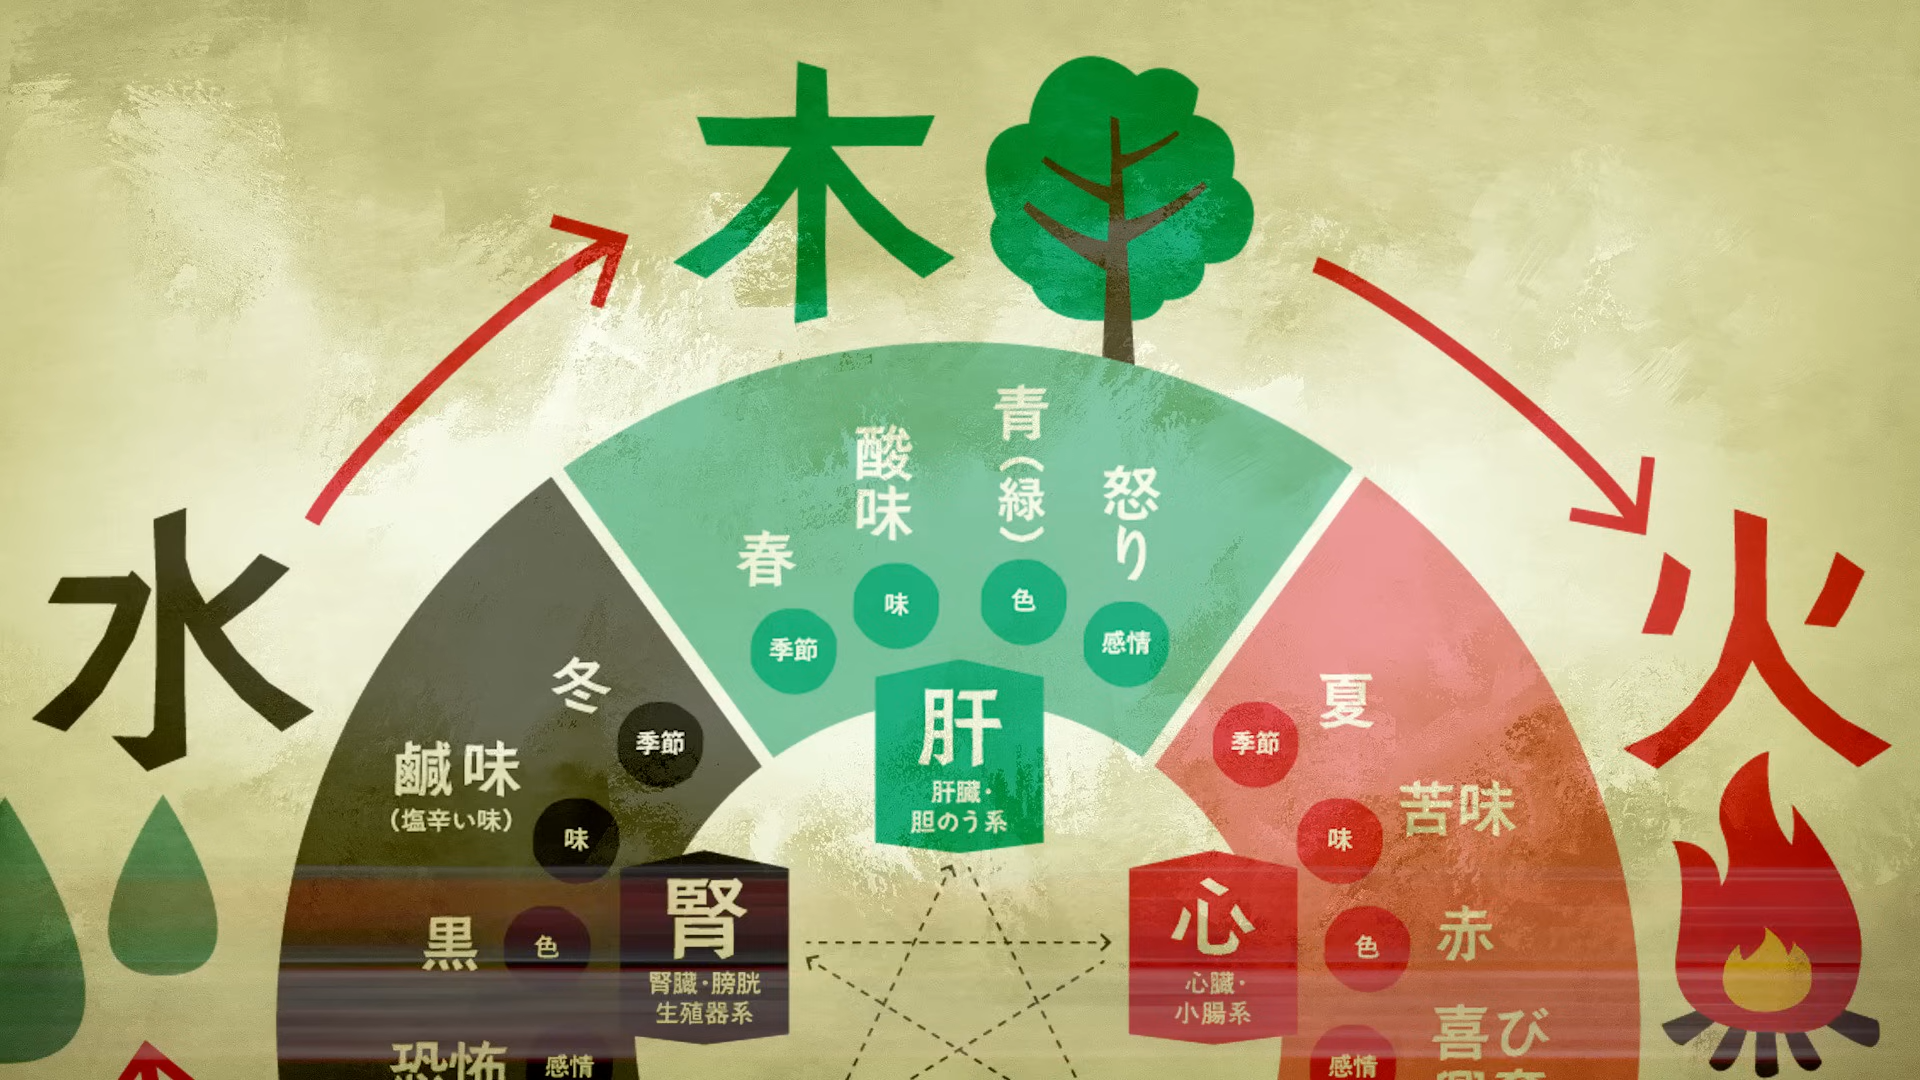 木
水
火
春
季節
酸味
味
青(緑)
色
怒り
感情
肝
肝臓・
胆のう系
冬
季節
鹹味
(塩辛い味)
味
黒
色
恐怖
感情
腎
腎臓・膀胱
生殖器系
夏
季節
苦味
味
赤
色
喜び
感情
心
心臓・
小腸系